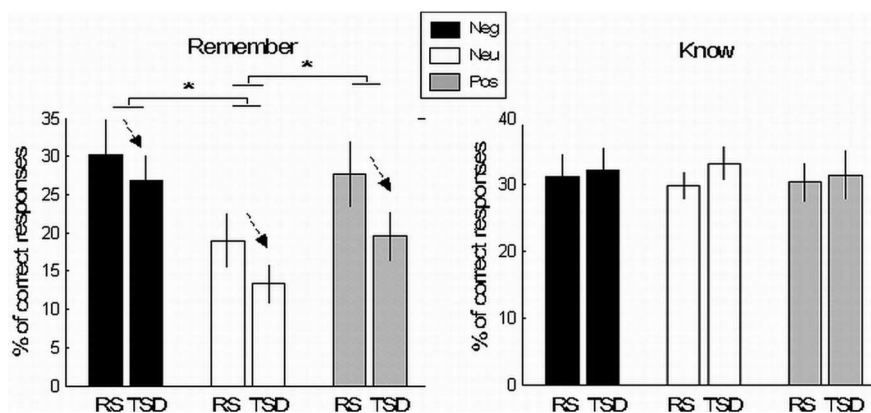 Neg
Neu
Pos
Remember
Know
*
*
% of correct responses
35
30
25
20
15
10
5
0
RS TSD RS TSD RS TSD
% of correct responses
40
30
20
10
0
RS TSD RS TSD RS TSD